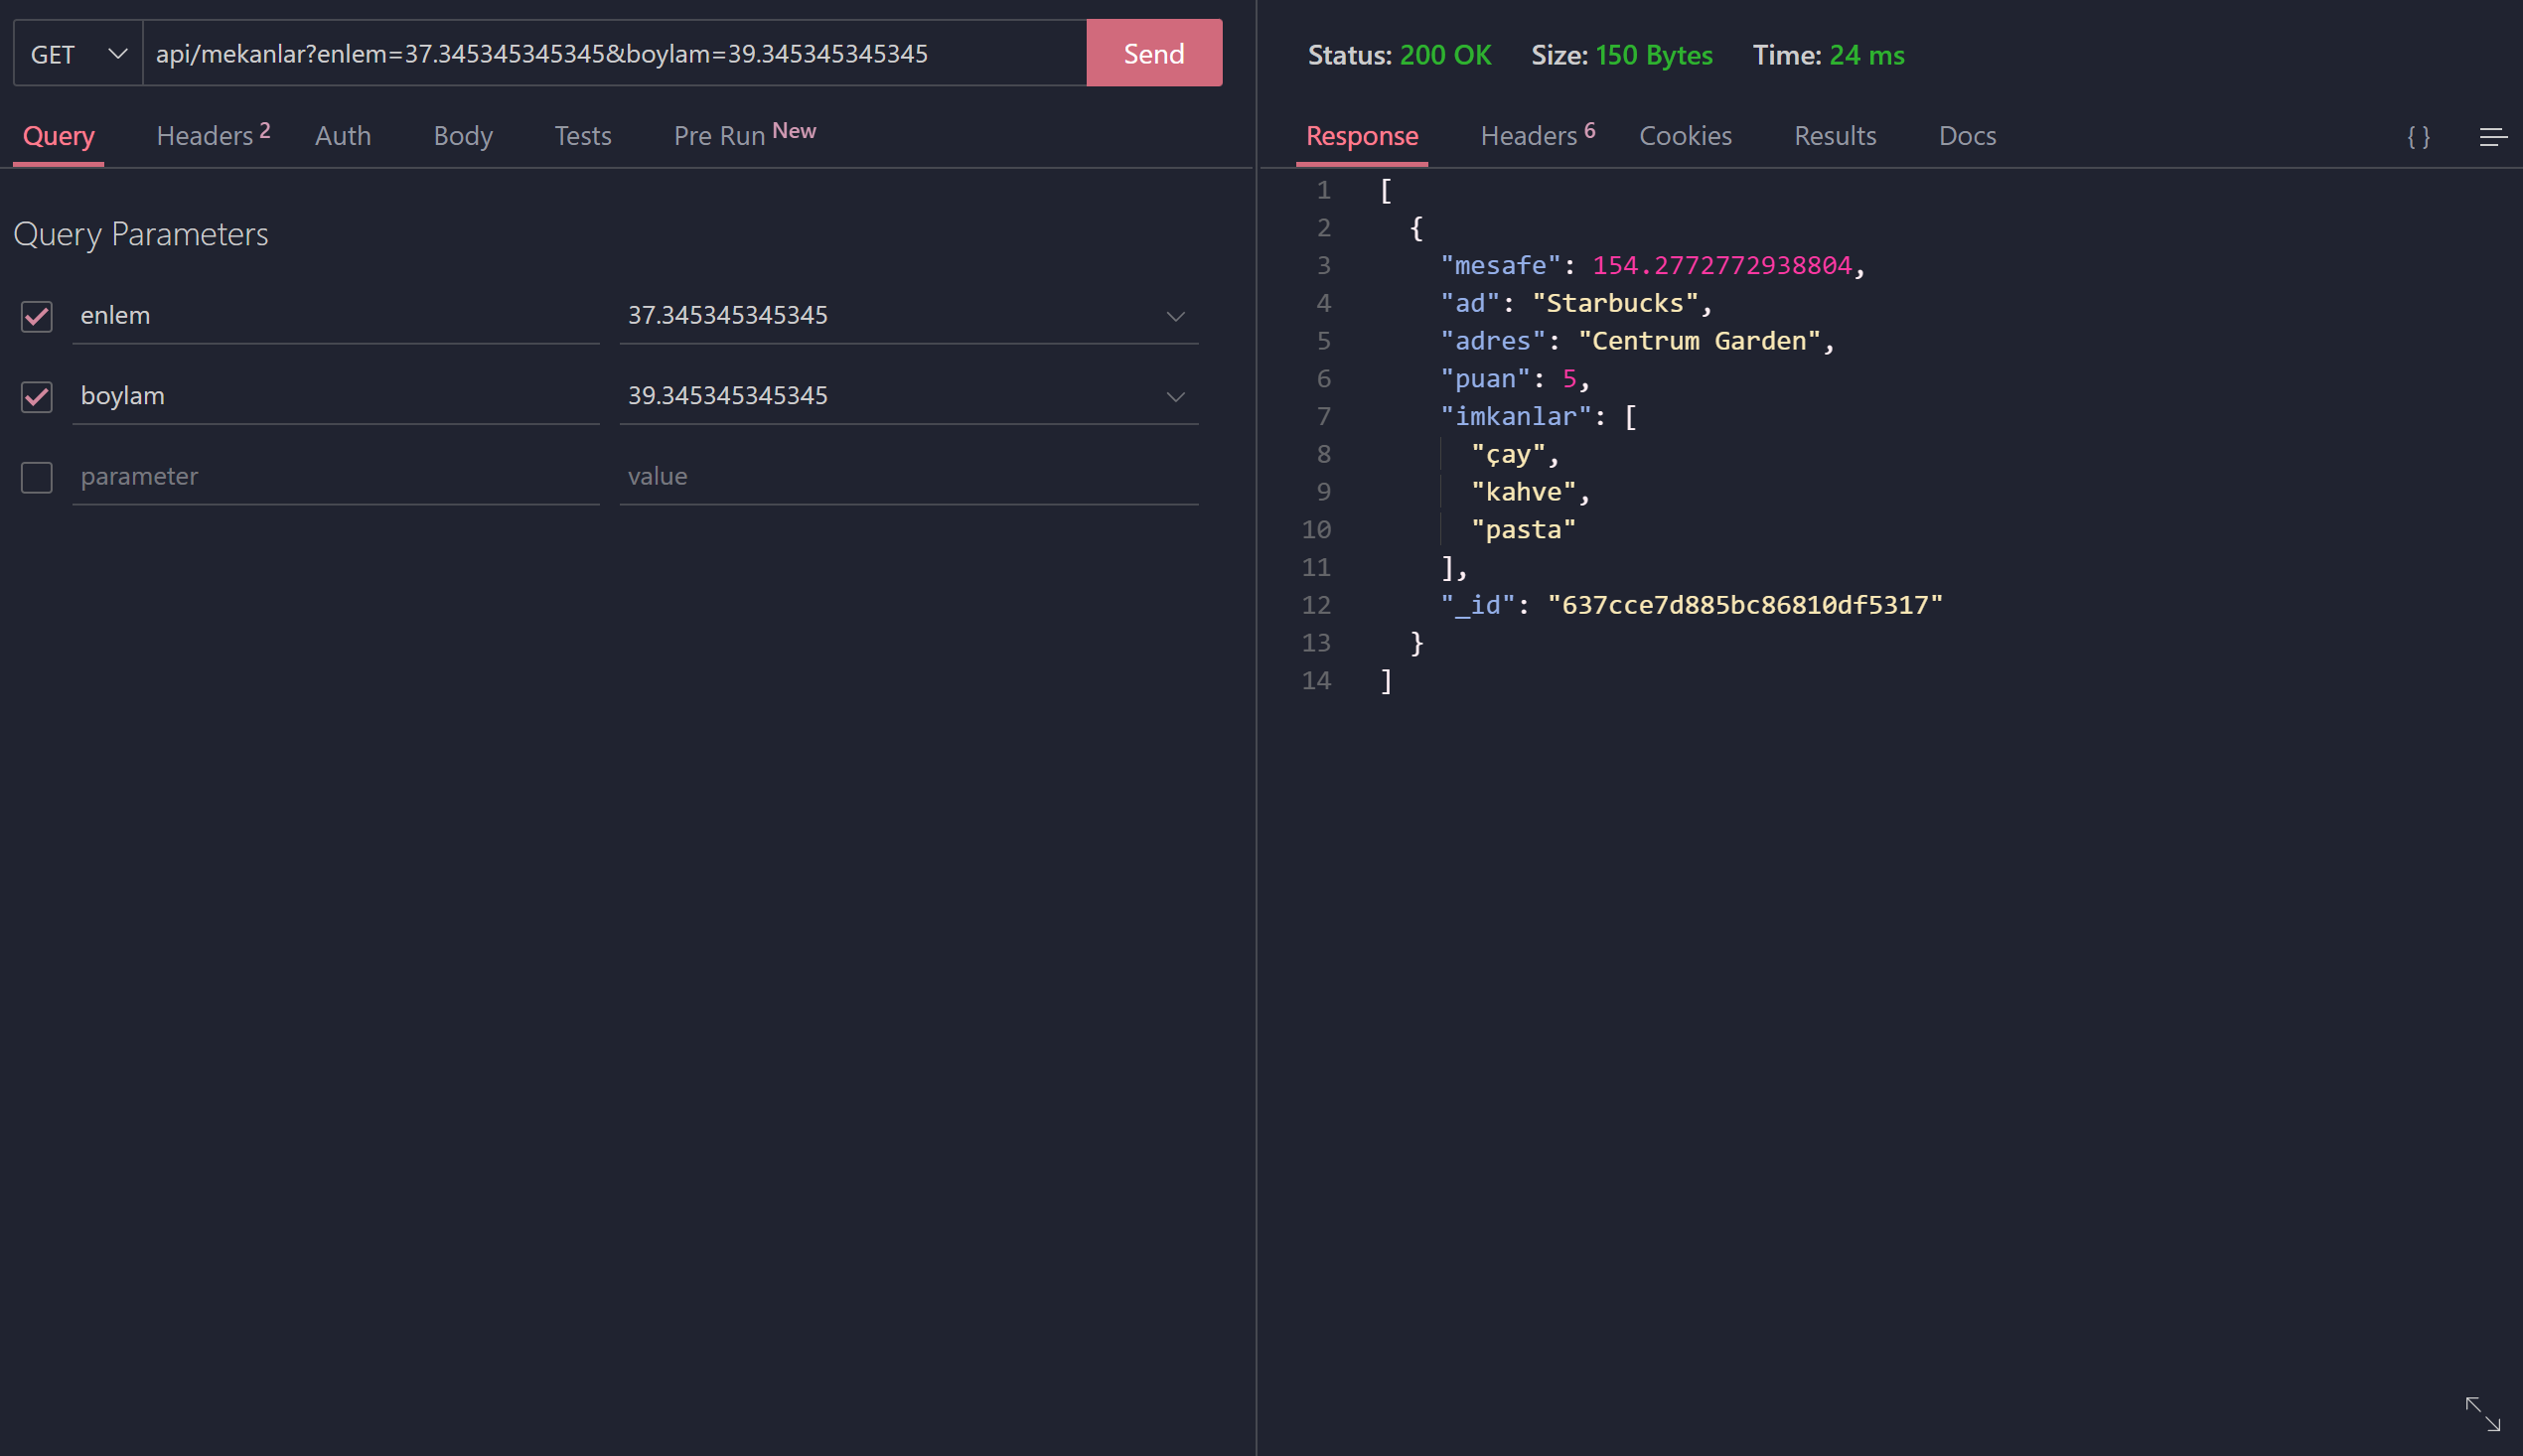 GET api/mekanlar?enlem=37.345345345345&boylam=39.345345345345 Send
Query Headers 2 Auth Body Tests Pre Run New
Query Parameters
enlem 37.345345345345
boylam 39.345345345345
parameter value
Status: 200 OK Size: 150 Bytes Time: 24 ms
Response Headers 6 Cookies Results Docs { }
1 [
2 {
3 "mesafe": 154.2772772938804,
4 "ad": "Starbucks",
5 "adres": "Centrum Garden",
6 "puan": 5,
7 "imkanlar": [
8 "çay",
9 "kahve",
10 "pasta"
11 ],
12 "_id": "637cce7d885bc86810df5317"
13 }
14 ]